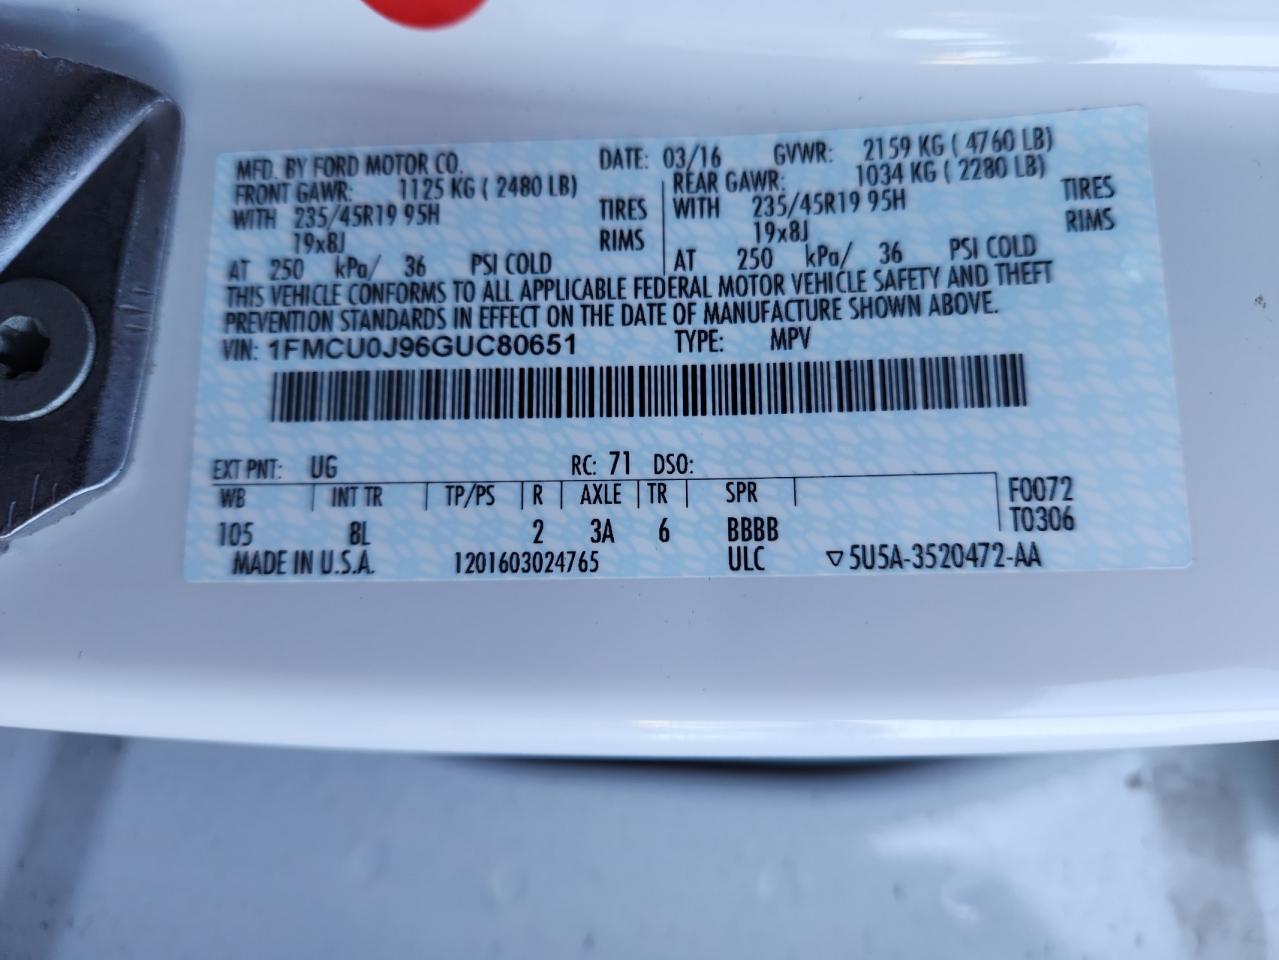 MFD. BY FORD MOTOR CO. DATE: 03/16 GVWR: 2159 KG ( 4760 LB)
FRONT GAWR: 1125 KG ( 2480 LB) REAR GAWR: 1034 KG ( 2280 LB)
WITH 235/45R19 95H TIRES WITH 235/45R19 95H TIRES
19x8J RIMS 19x8J RIMS
AT 250 kPa/ 36 PSI COLD AT 250 kPa/ 36 PSI COLD
THIS VEHICLE CONFORMS TO ALL APPLICABLE FEDERAL MOTOR VEHICLE SAFETY AND THEFT
PREVENTION STANDARDS IN EFFECT ON THE DATE OF MANUFACTURE SHOWN ABOVE.
VIN: 1FMCU0J96GUC80651 TYPE: MPV
EXT PNT: UG RC: 71 DSO:
WB INT TR TP/PS R AXLE TR SPR F0072
105 8L 2 3A 6 BBBB T0306
MADE IN U.S.A. 1201603024765 ULC ▽5U5A-3520472-AA